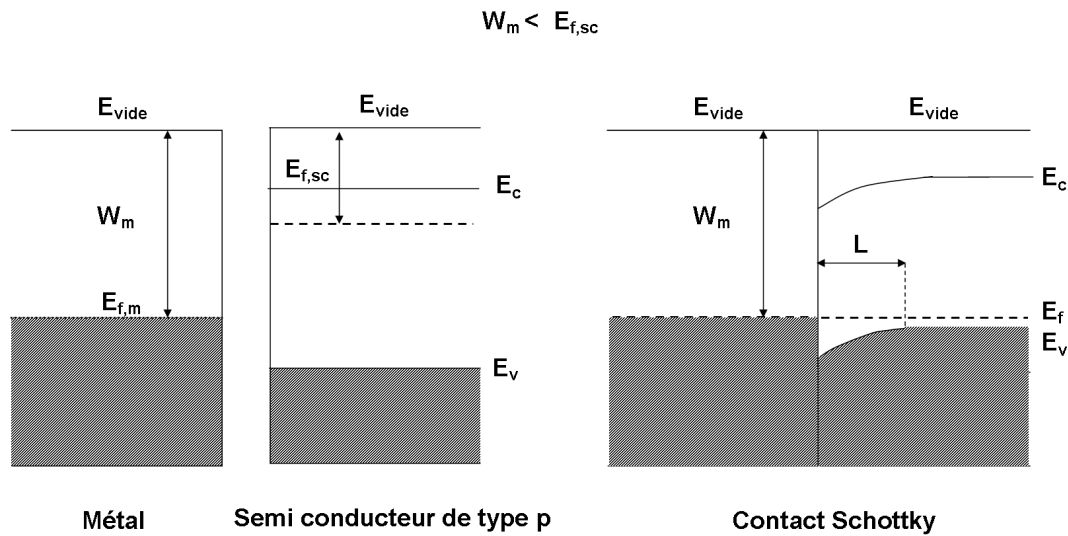 Wm < Ef,sc
Evide
Evide
Evide
Evide
Ef,sc
Ec
Wm
Ef,m
Ev
Wm
L
Ec
Ef
Ev
Métal
Semi conducteur de type p
Contact Schottky